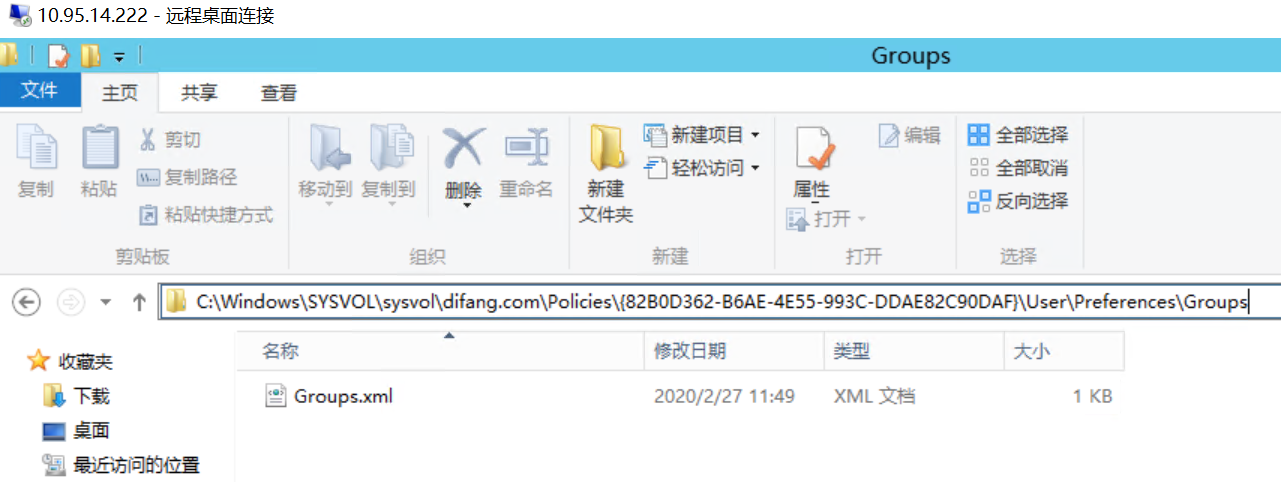 10.95.14.222 - 远程桌面连接
Groups
文件 主页 共享 查看
复制
粘贴
剪切
复制路径
粘贴快捷方式
剪贴板
移动到
复制到
删除
重命名
组织
新建
文件夹
新建项目
轻松访问
新建
属性
打开
编辑
打开
全部选择
全部取消
反向选择
选择
C:\Windows\SYSVOL\sysvol\difang.com\Policies\{82B0D362-B6AE-4E55-993C-DDAE82C90DAF}\User\Preferences\Groups
收藏夹
下载
桌面
最近访问的位置
名称 修改日期 类型 大小
Groups.xml 2020/2/27 11:49 XML 文档 1 KB